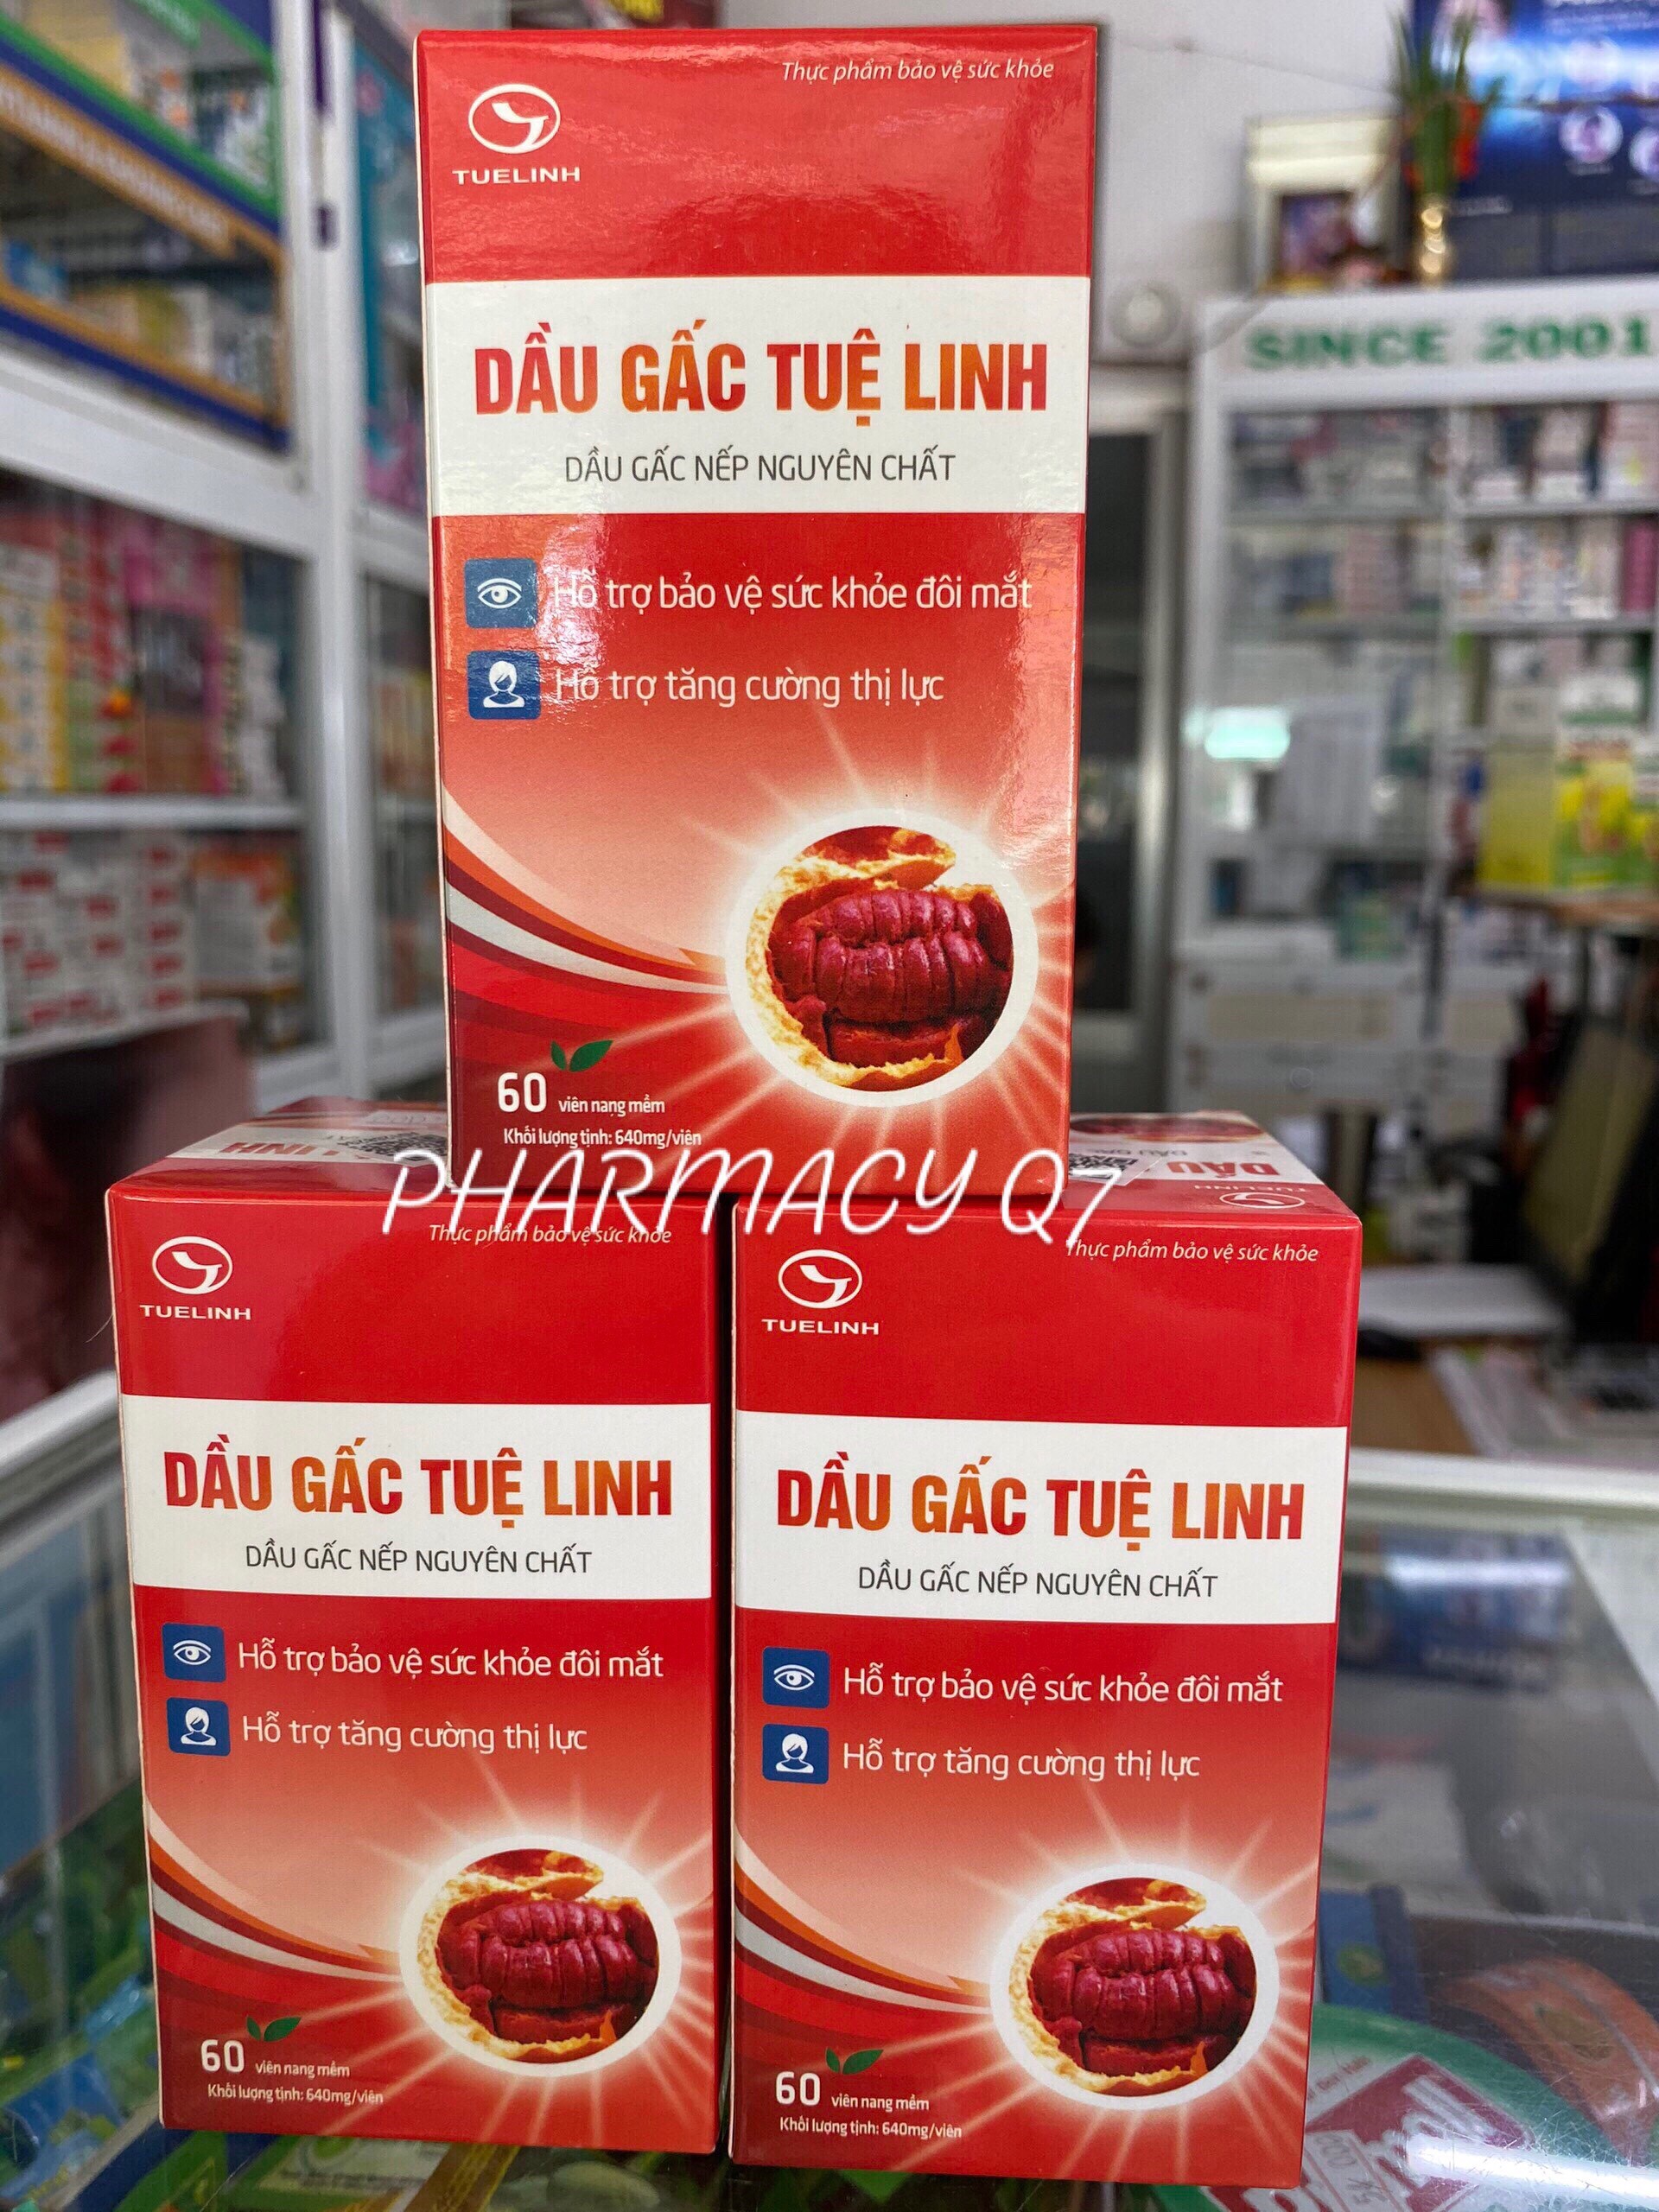 Thực phẩm bảo vệ sức khỏe
TUELINH
DẦU GẤC TUỆ LINH
DẦU GẤC NẾP NGUYÊN CHẤT
Hỗ trợ bảo vệ sức khỏe đôi mắt
Hỗ trợ tăng cường thị lực
60 viên nang mềm
Khối lượng tịnh: 640mg/viên
SINCE 2001
PHARMACY Q7
LINH
DẦU
TUELINH
Thực phẩm bảo vệ sức khỏe
TUELINH
DẦU GẤC TUỆ LINH
DẦU GẤC NẾP NGUYÊN CHẤT
Hỗ trợ bảo vệ sức khỏe đôi mắt
Hỗ trợ tăng cường thị lực
60 viên nang mềm
Khối lượng tịnh: 640mg/viên
Thực phẩm bảo vệ sức khỏe
TUELINH
DẦU GẤC TUỆ LINH
DẦU GẤC NẾP NGUYÊN CHẤT
Hỗ trợ bảo vệ sức khỏe đôi mắt
Hỗ trợ tăng cường thị lực
60 viên nang mềm
Khối lượng tịnh: 640mg/viên